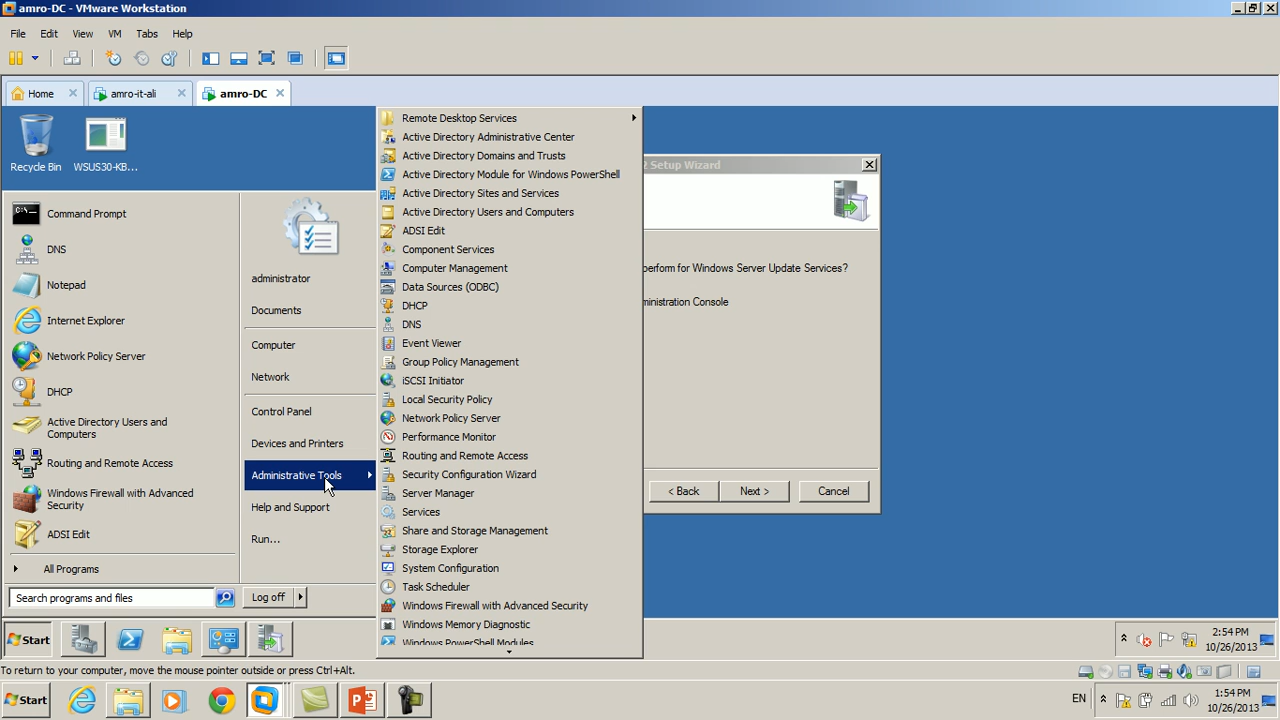 amro-DC - VMware Workstation
File Edit View VM Tabs Help
Home amro-it-ali amro-DC
Recycle Bin
WSUS30-KB...
Command Prompt
DNS
Notepad
Internet Explorer
Network Policy Server
DHCP
Active Directory Users and
Computers
Routing and Remote Access
Windows Firewall with Advanced
Security
ADSI Edit
All Programs
Search programs and files
Log off
administrator
Documents
Computer
Network
Control Panel
Devices and Printers
Administrative Tools
Help and Support
Run...
Remote Desktop Services
Active Directory Administrative Center
Active Directory Domains and Trusts
Active Directory Module for Windows PowerShell
Active Directory Sites and Services
Active Directory Users and Computers
ADSI Edit
Component Services
Computer Management
Data Sources (ODBC)
DHCP
DNS
Event Viewer
Group Policy Management
iSCSI Initiator
Local Security Policy
Network Policy Server
Performance Monitor
Routing and Remote Access
Security Configuration Wizard
Server Manager
Services
Share and Storage Management
Storage Explorer
System Configuration
Task Scheduler
Windows Firewall with Advanced Security
Windows Memory Diagnostic
Windows PowerShell Modules
2 Setup Wizard
perform for Windows Server Update Services?
ministration Console
< Back Next > Cancel
Start
2:54 PM
10/26/2013
To return to your computer, move the mouse pointer outside or press Ctrl+Alt.
Start
EN
1:54 PM
10/26/2013